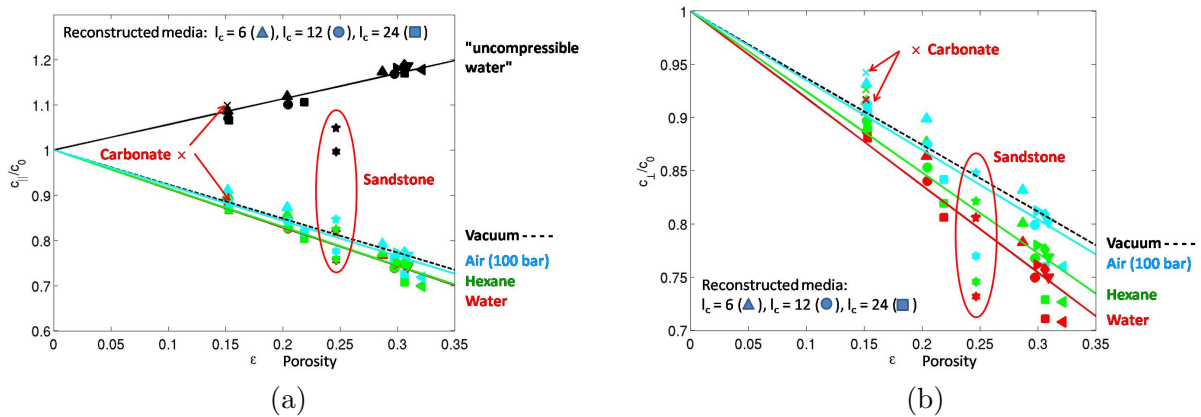 Reconstructed media: l_c = 6 (▲), l_c = 12 (●), l_c = 24 (■)
"uncompressible
water"
Carbonate ×
Sandstone
Vacuum ----
Air (100 bar)
Hexane
Water
1.2
1.1
1
0.9
0.8
0.7
0.6
c_||/c_0
0 0.05 0.1 0.15 0.2 0.25 0.3 0.35
ε Porosity
(a)
× Carbonate
Sandstone
Vacuum ----
Air (100 bar)
Hexane
Water
Reconstructed media:
l_c = 6 (▲), l_c = 12 (●), l_c = 24 (■)
1
0.95
0.9
0.85
0.8
0.75
0.7
c_⊥/c_0
0 0.05 0.1 0.15 0.2 0.25 0.3 0.35
ε Porosity
(b)